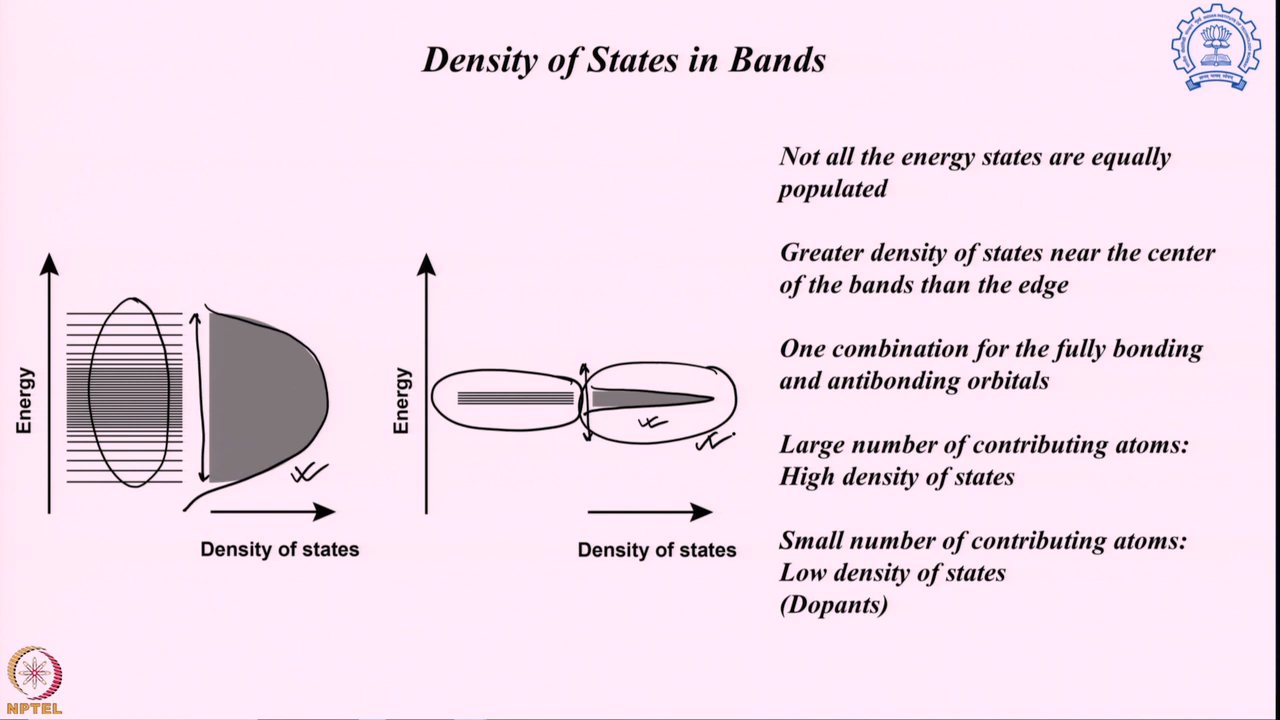 Density of States in Bands
Not all the energy states are equally
populated
Greater density of states near the center
of the bands than the edge
One combination for the fully bonding
and antibonding orbitals
Large number of contributing atoms:
High density of states
Small number of contributing atoms:
Low density of states
(Dopants)
Energy
Density of states
Energy
Density of states
NPTEL